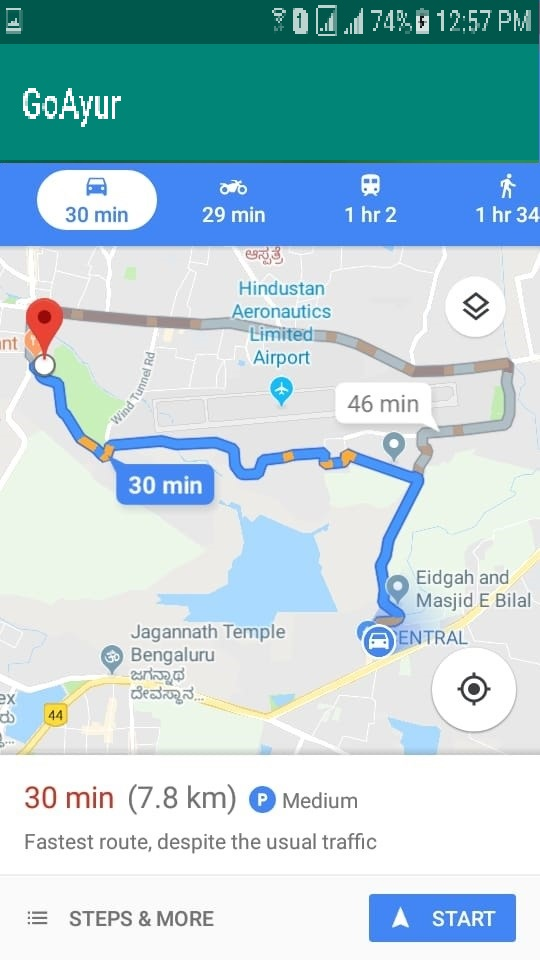 74% 12:57 PM
GoAyur
30 min
29 min
1 hr 2
1 hr 34
ಆಸ್ಪತ್ರೆ
Hindustan
Aeronautics
Limited
Airport
nt
Wind Tunnel Rd
46 min
30 min
Eidgah and
Masjid E Bilal
ENTRAL
Jagannath Temple
Bengaluru
ಜಗನ್ನಾಥ
ದೇವಸ್ಥಾನ...
ex
44
30 min (7.8 km) P Medium
Fastest route, despite the usual traffic
STEPS & MORE
START